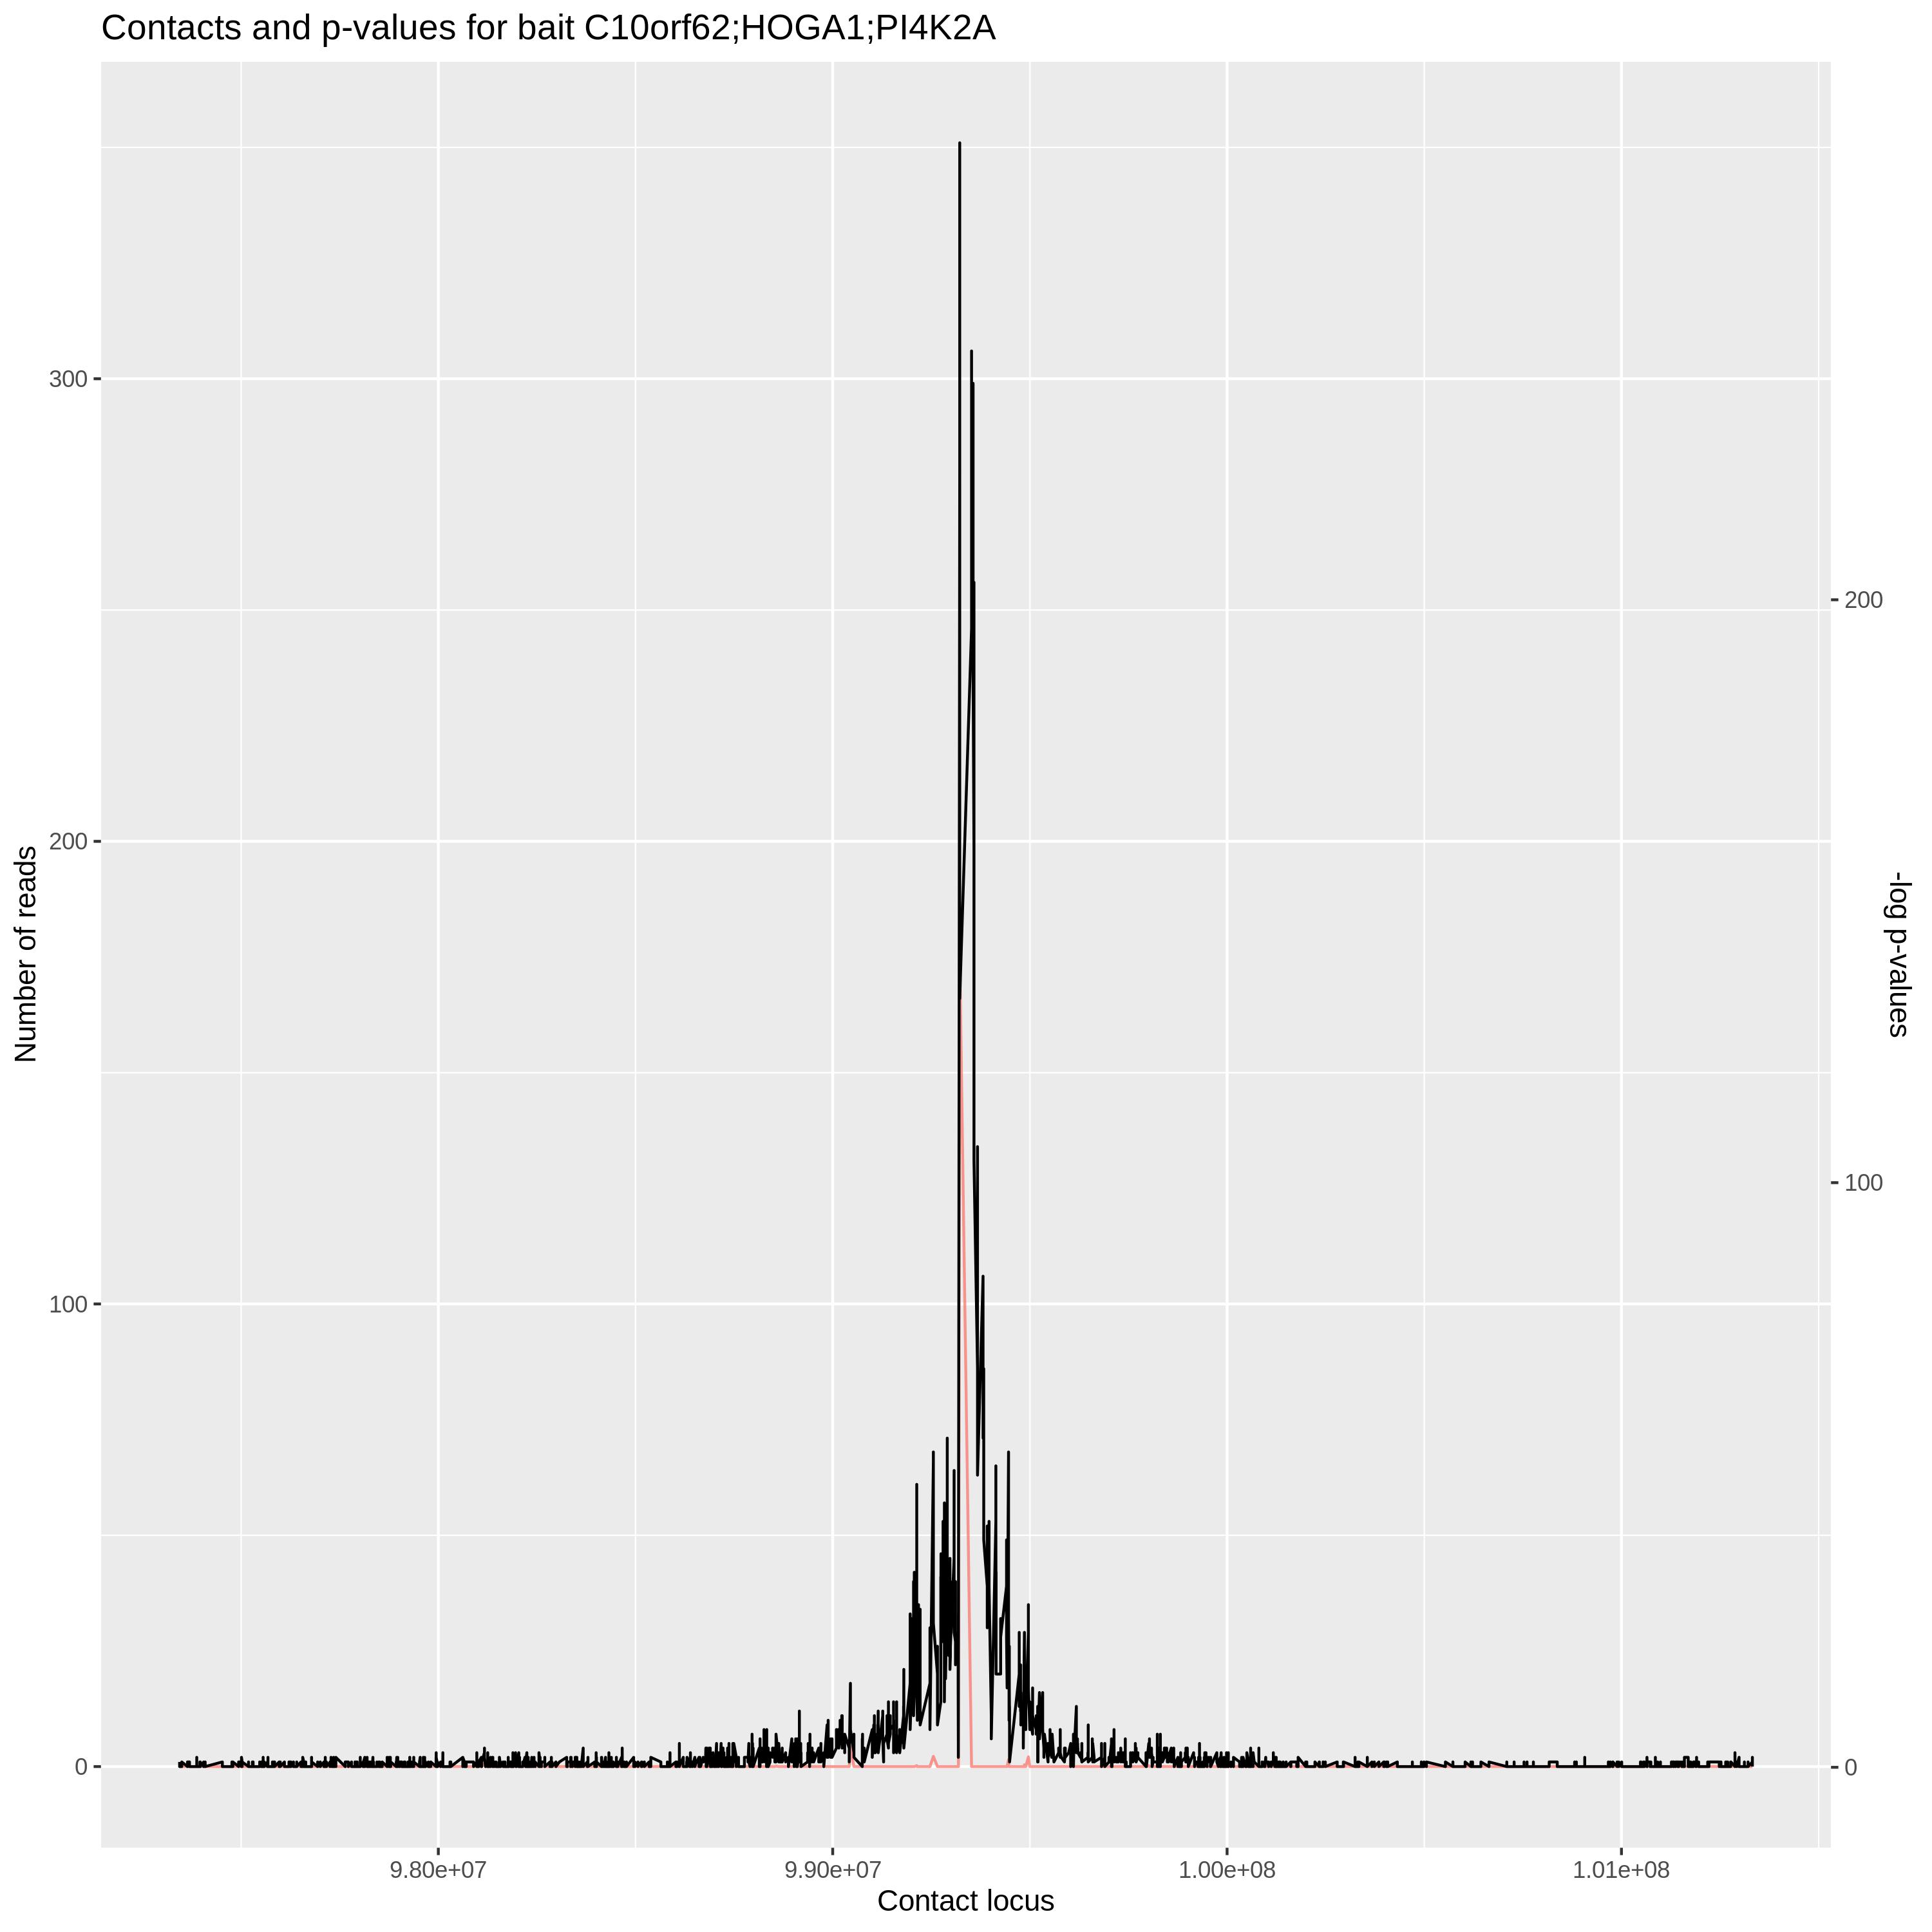 Contacts and p-values for bait C10orf62;HOGA1;PI4K2A
Number of reads
300
200
100
0
200
100
0
-log p-values
9.80e+07 9.90e+07 1.00e+08 1.01e+08
Contact locus